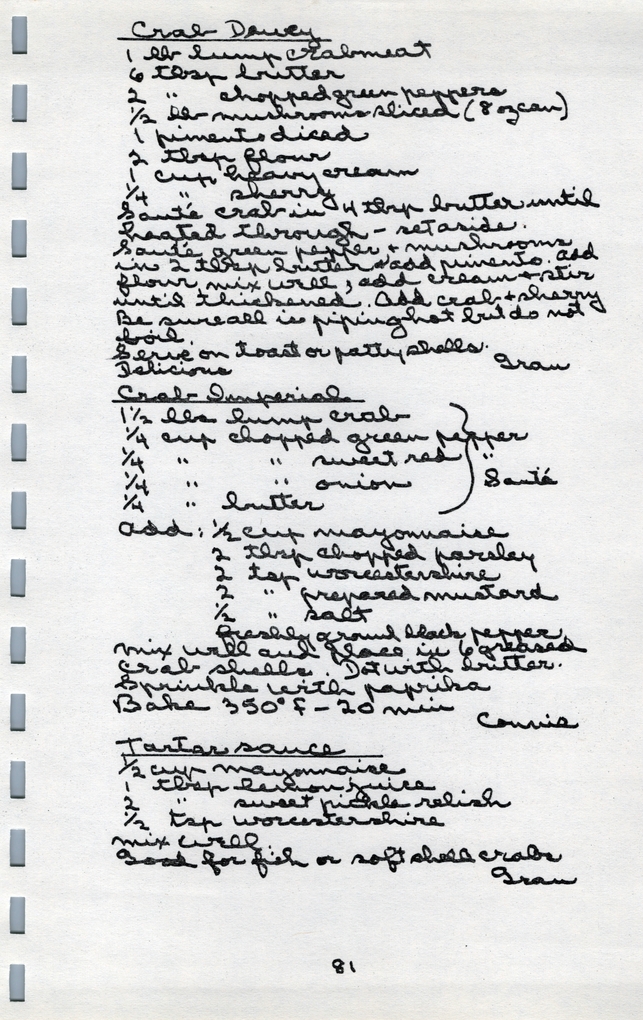 Crab Dewey
1 lb lump crabmeat
6 tbsp butter
2 " chopped green peppers
1/2 lb mushrooms sliced (8 oz can)
1 pimento diced
2 tbsp flour
1 cup heavy cream
1/4 " sherry
Sauté crab in 4 tbsp butter until
heated through - set aside.
Sauté green pepper + mushrooms
in 2 tbsp butter + add pimento. Add
flour, mix well, add cream + stir
until thickened. Add crab + sherry
Be sure all is piping hot but do not
boil.
Serve on toast or patty shells.
Delicious Gran
Crab Imperial
1 1/2 lbs lump crab
1/4 cup chopped green pepper
1/4 " " sweet red "
1/4 " " onion Sauté
1/4 " butter
Add: 1/2 cup mayonnaise
2 tbsp chopped parsley
2 tsp worcestershire
2 " prepared mustard
1/2 " salt
freshly ground black pepper
mix well and place in 6 greased
crab shells. Dot with butter.
Sprinkle with paprika
Bake 350° F - 20 min
Connie
Tarter sauce
1/2 cup mayonnaise
1 tbsp lemon juice
2 " sweet pickle relish
1/2 tsp worcestershire
mix well.
Good for fish or soft shell crabs
Gran
81